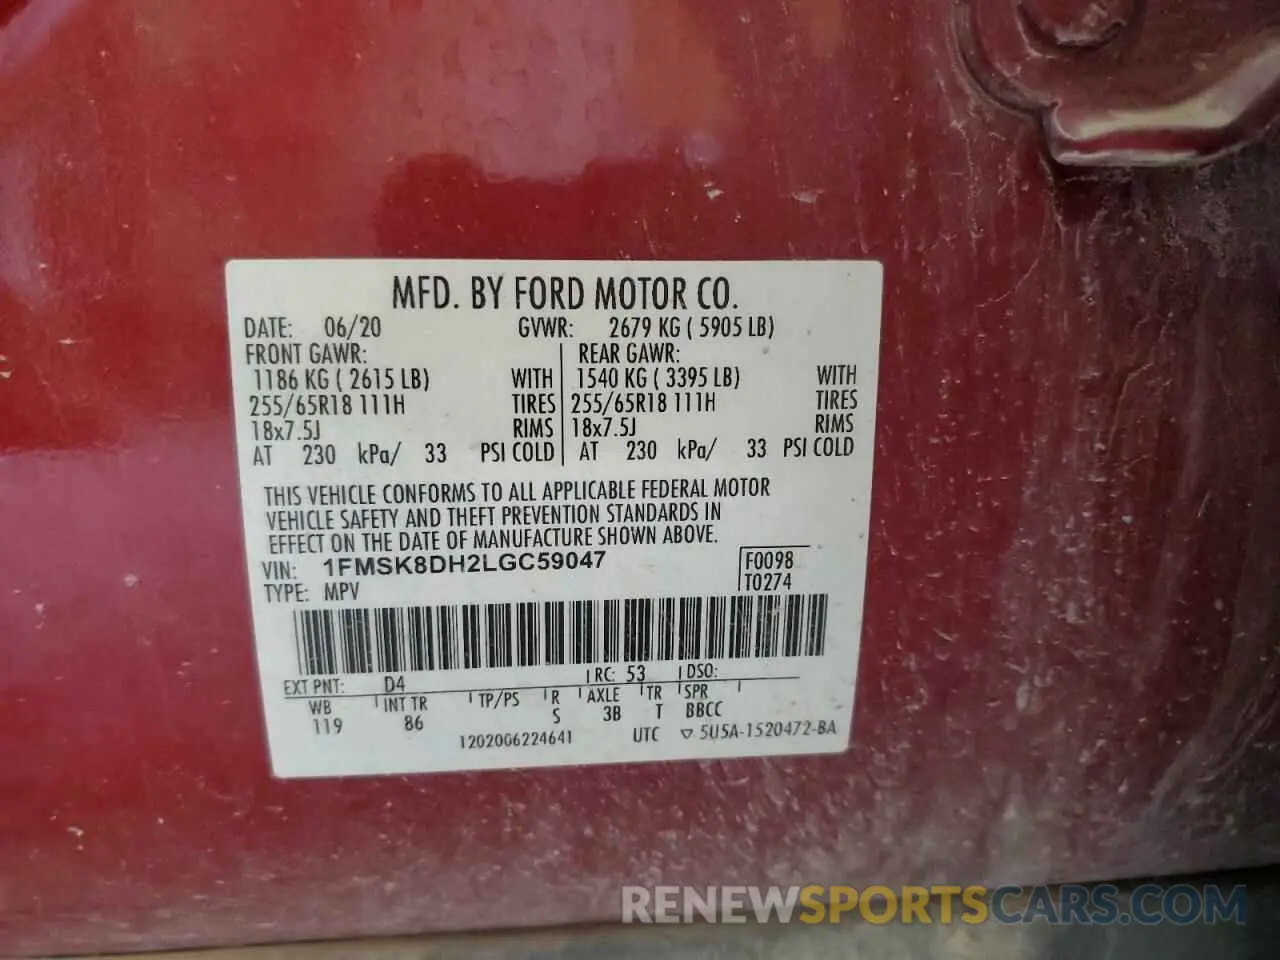 MFD. BY FORD MOTOR CO.
DATE: 06/20 GVWR: 2679 KG ( 5905 LB)
FRONT GAWR: REAR GAWR:
1186 KG ( 2615 LB) WITH 1540 KG ( 3395 LB) WITH
255/65R18 111H TIRES 255/65R18 111H TIRES
18x7.5J RIMS 18x7.5J RIMS
AT 230 kPa/ 33 PSI COLD AT 230 kPa/ 33 PSI COLD
THIS VEHICLE CONFORMS TO ALL APPLICABLE FEDERAL MOTOR
VEHICLE SAFETY AND THEFT PREVENTION STANDARDS IN
EFFECT ON THE DATE OF MANUFACTURE SHOWN ABOVE.
VIN: 1FMSK8DH2LGC59047 F0098
TYPE: MPV T0274
EXT PNT: D4 RC: 53 DSO:
WB INT TR TP/PS R AXLE TR SPR
119 86 S 3B T BBCC
1202006224641 UTC ▽ 5U5A-1520472-BA
RENEWSPORTSCARS.COM